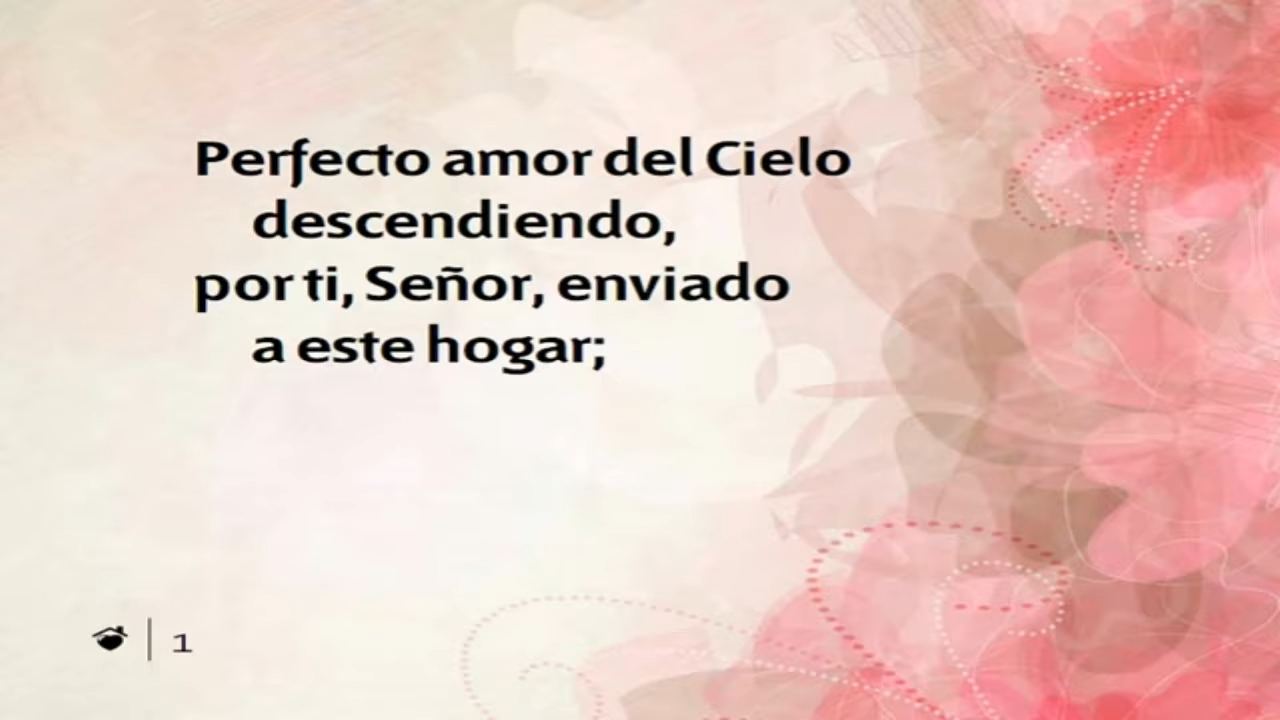 Perfecto amor del Cielo
descendiendo,
por ti, Señor, enviado
a este hogar;
1